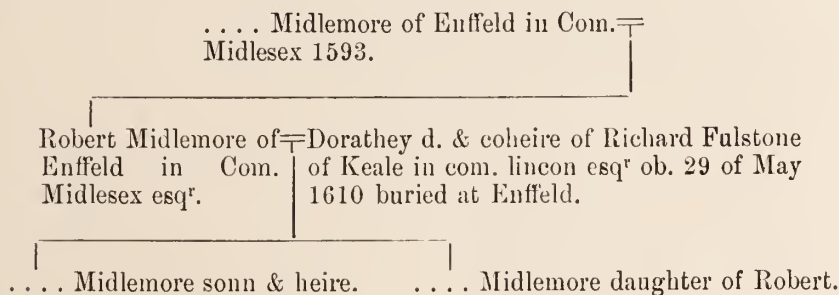 .... Midlemore of Enffeld in Com.
Midlesex 1593.
Robert Midlemore of
Enffeld in Com.
Midlesex esqʳ.
Dorathey d. & coheire of Richard Fulstone
of Keale in com. lincon esqʳ ob. 29 of May
1610 buried at Enffeld.
.... Midlemore sonn & heire.
.... Midlemore daughter of Robert.